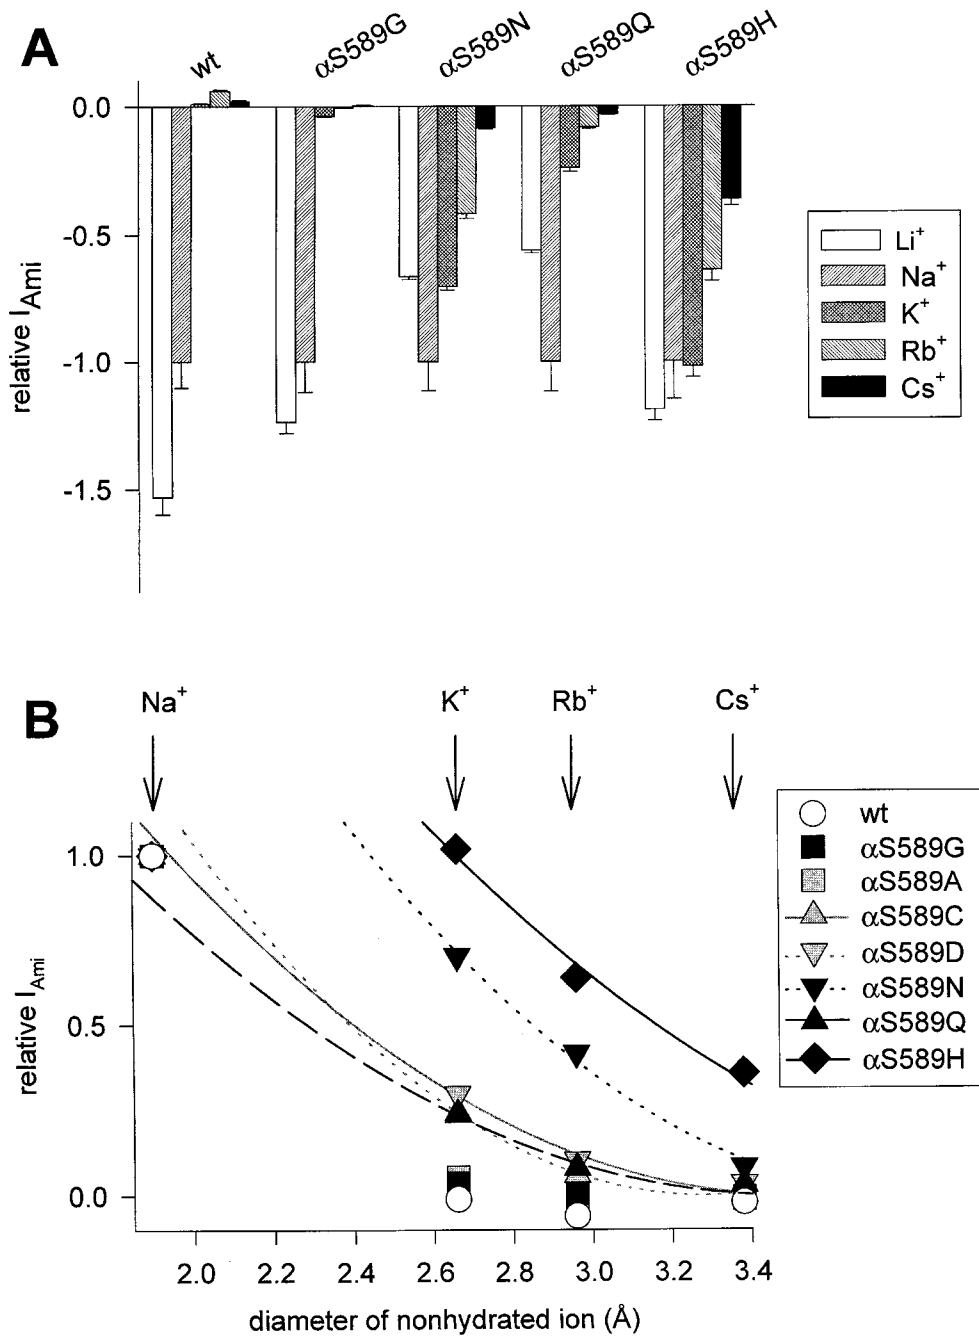 A
wt
αS589G
αS589N
αS589Q
αS589H
0.0
-0.5
-1.0
-1.5
relative I_Ami
Li⁺
Na⁺
K⁺
Rb⁺
Cs⁺
B
Na⁺
K⁺
Rb⁺
Cs⁺
1.0
0.5
0.0
relative I_Ami
wt
αS589G
αS589A
αS589C
αS589D
αS589N
αS589Q
αS589H
2.0 2.2 2.4 2.6 2.8 3.0 3.2 3.4
diameter of nonhydrated ion (Å)